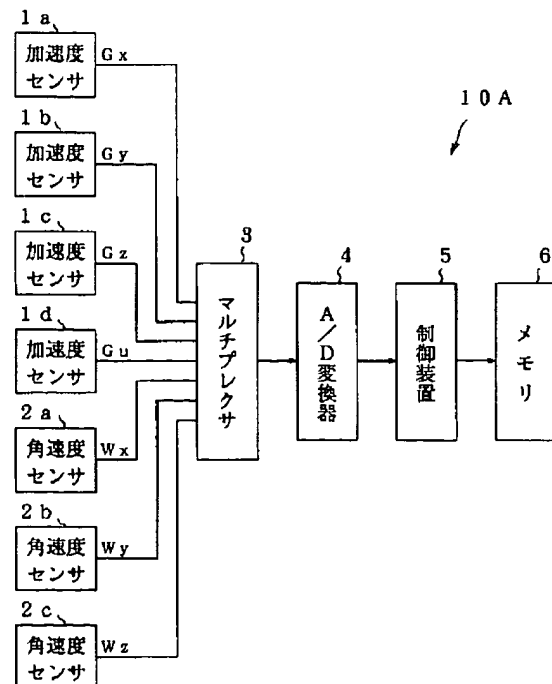 1a
加速度
センサ
Gx
10A
1b
加速度
センサ
Gy
1c
加速度
センサ
Gz
1d
加速度
センサ
Gu
2a
角速度
センサ
Wx
2b
角速度
センサ
Wy
2c
角速度
センサ
Wz
3
マルチプレクサ
4
A/D変換器
5
制御装置
6
メモリ